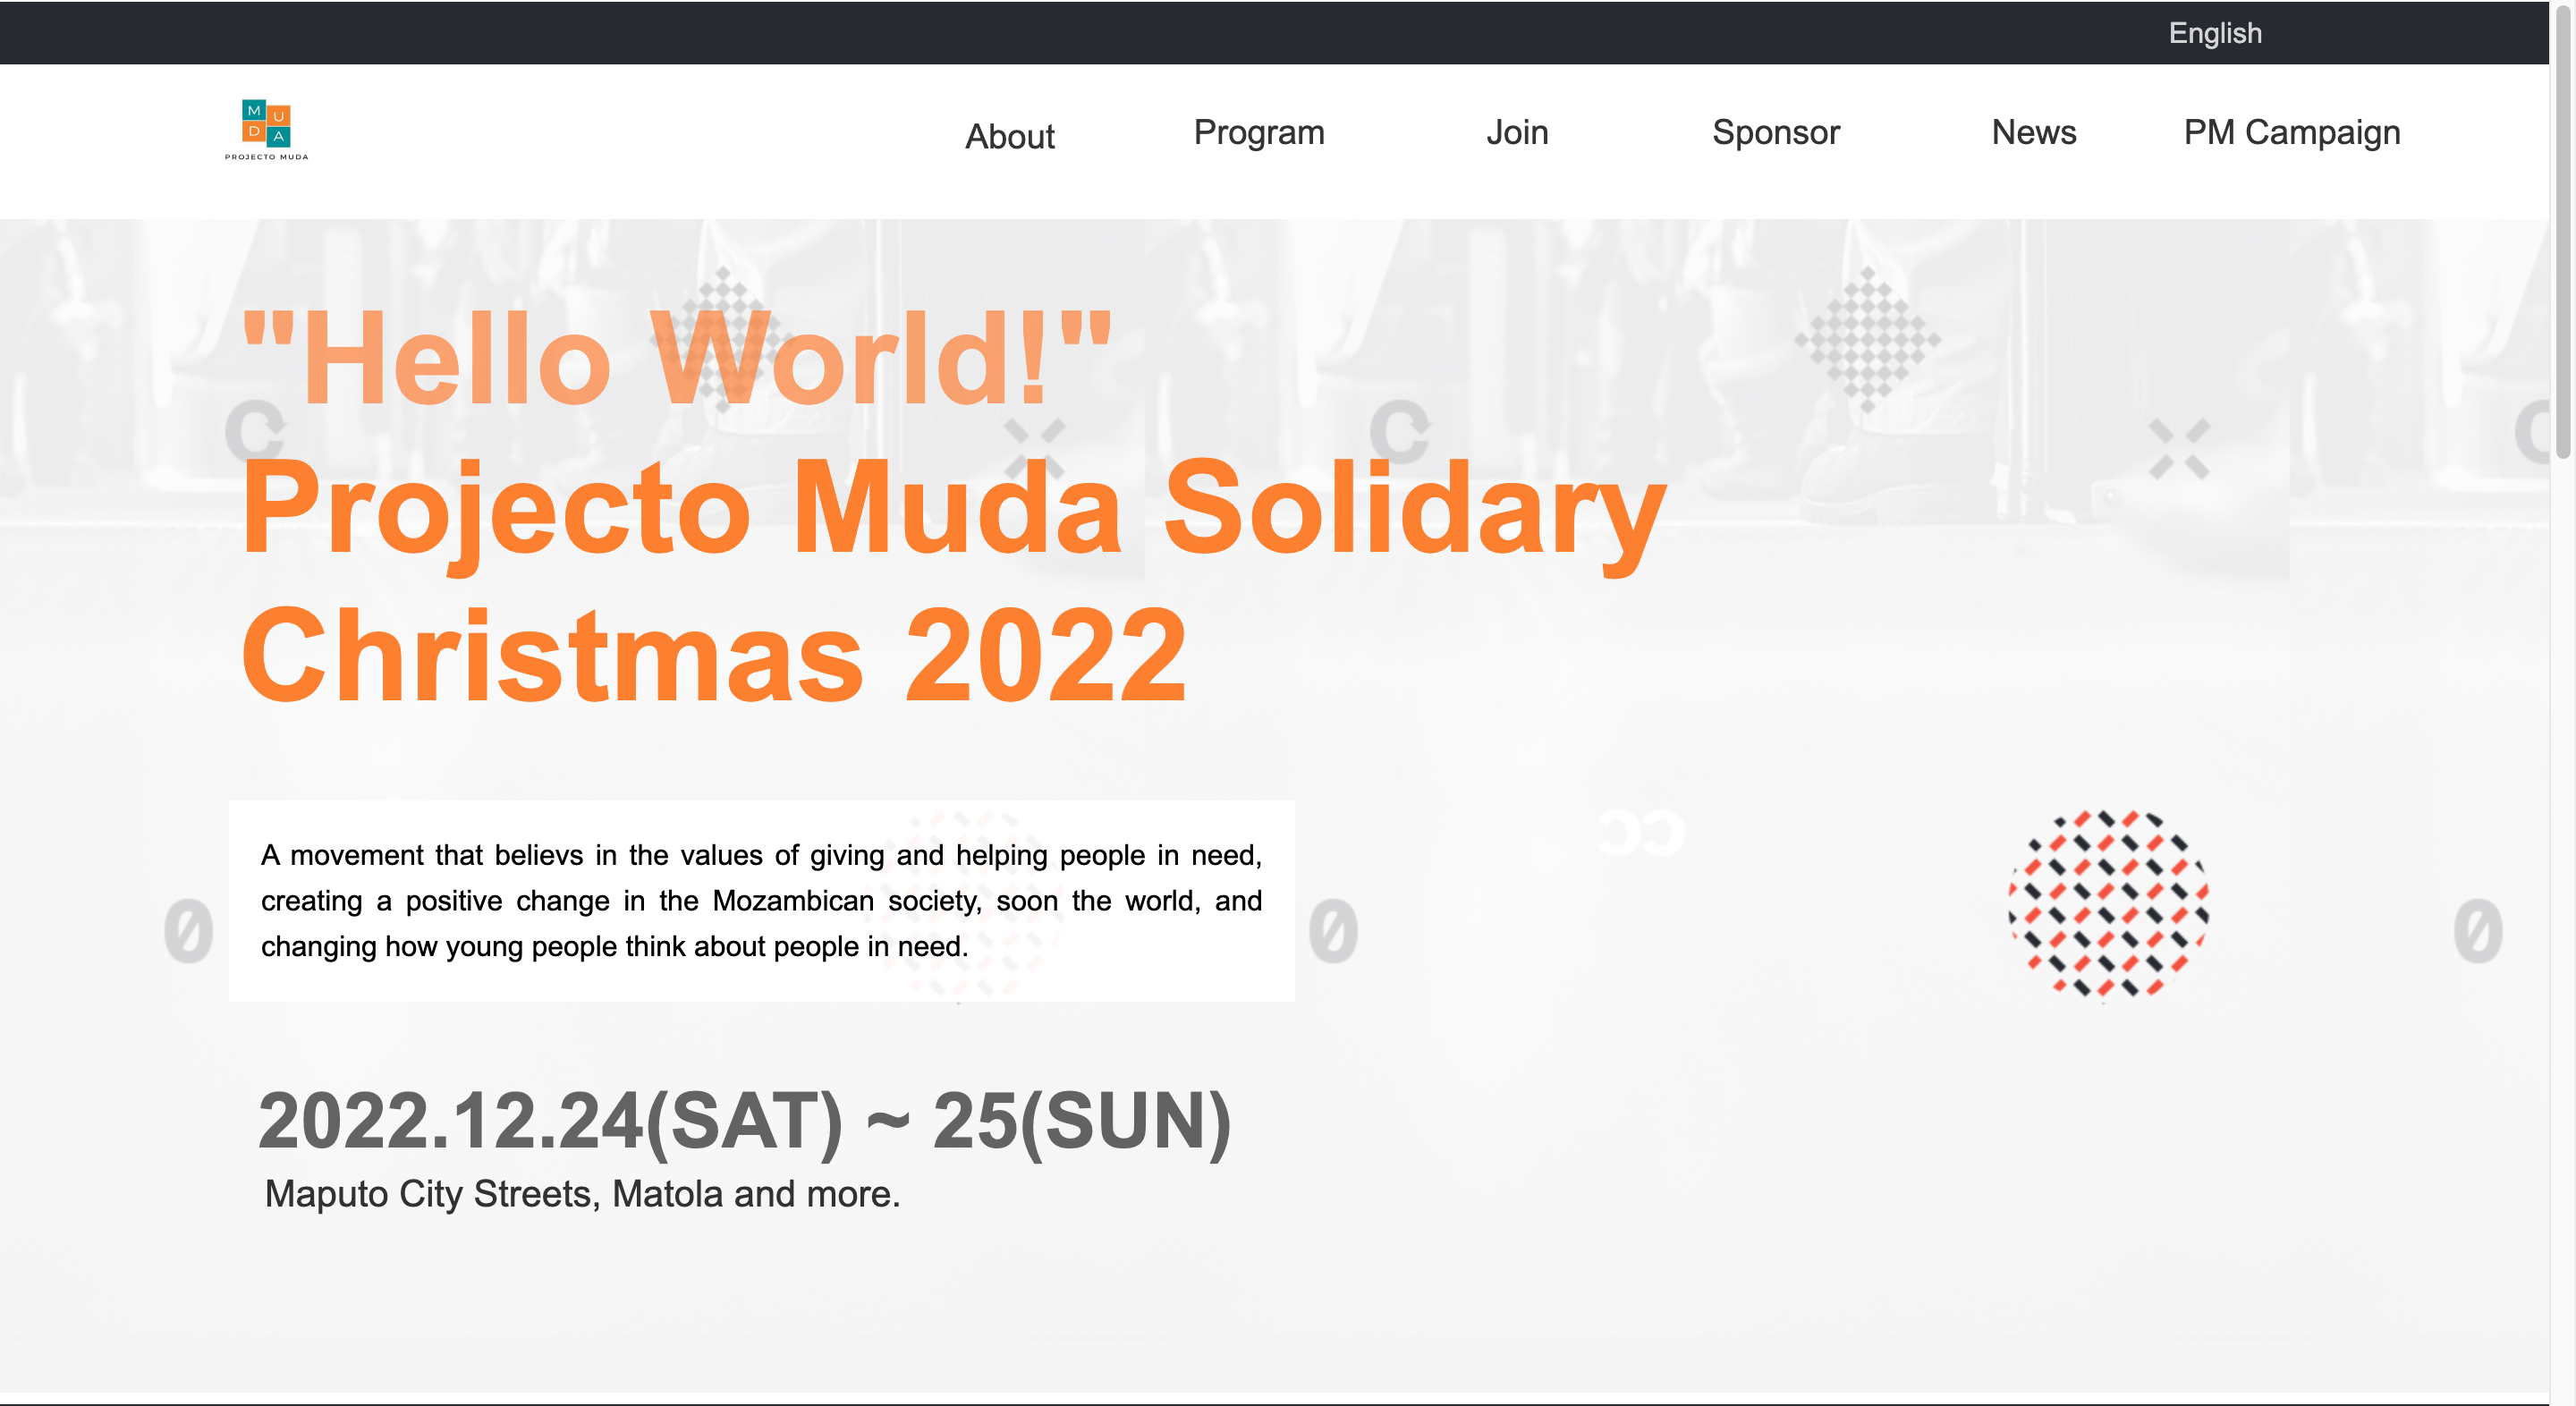 English
MUDA
PROJECTO MUDA
About
Program
Join
Sponsor
News
PM Campaign
"Hello World!"
Projecto Muda Solidary
Christmas 2022
A movement that believs in the values of giving and helping people in need,
creating a positive change in the Mozambican society, soon the world, and
changing how young people think about people in need.
2022.12.24(SAT) ~ 25(SUN)
Maputo City Streets, Matola and more.